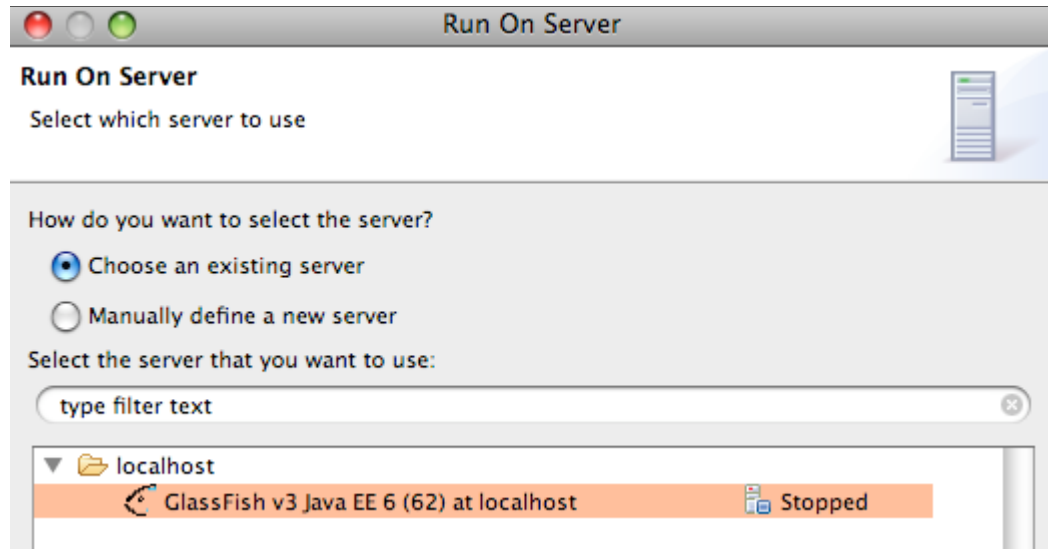 Run On Server
Run On Server
Select which server to use
How do you want to select the server?
Choose an existing server
Manually define a new server
Select the server that you want to use:
type filter text
localhost
GlassFish v3 Java EE 6 (62) at localhost Stopped